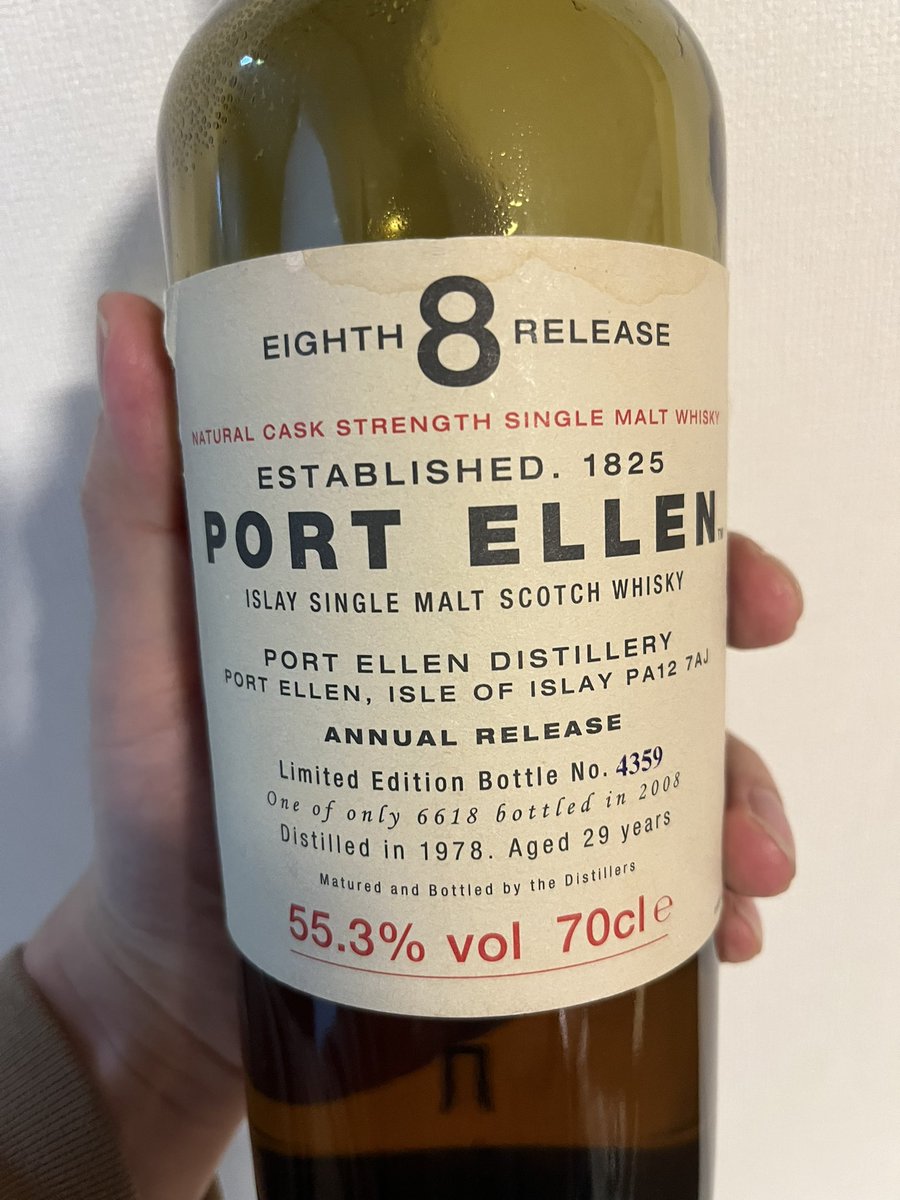 EIGHTH 8 RELEASE
NATURAL CASK STRENGTH SINGLE MALT WHISKY
ESTABLISHED. 1825
PORT ELLEN™
ISLAY SINGLE MALT SCOTCH WHISKY
PORT ELLEN DISTILLERY
PORT ELLEN, ISLE OF ISLAY PA12 7AJ
ANNUAL RELEASE
Limited Edition Bottle No. 4359
One of only 6618 bottled in 2008
Distilled in 1978. Aged 29 years
Matured and Bottled by the Distillers
55.3% vol 70cl e